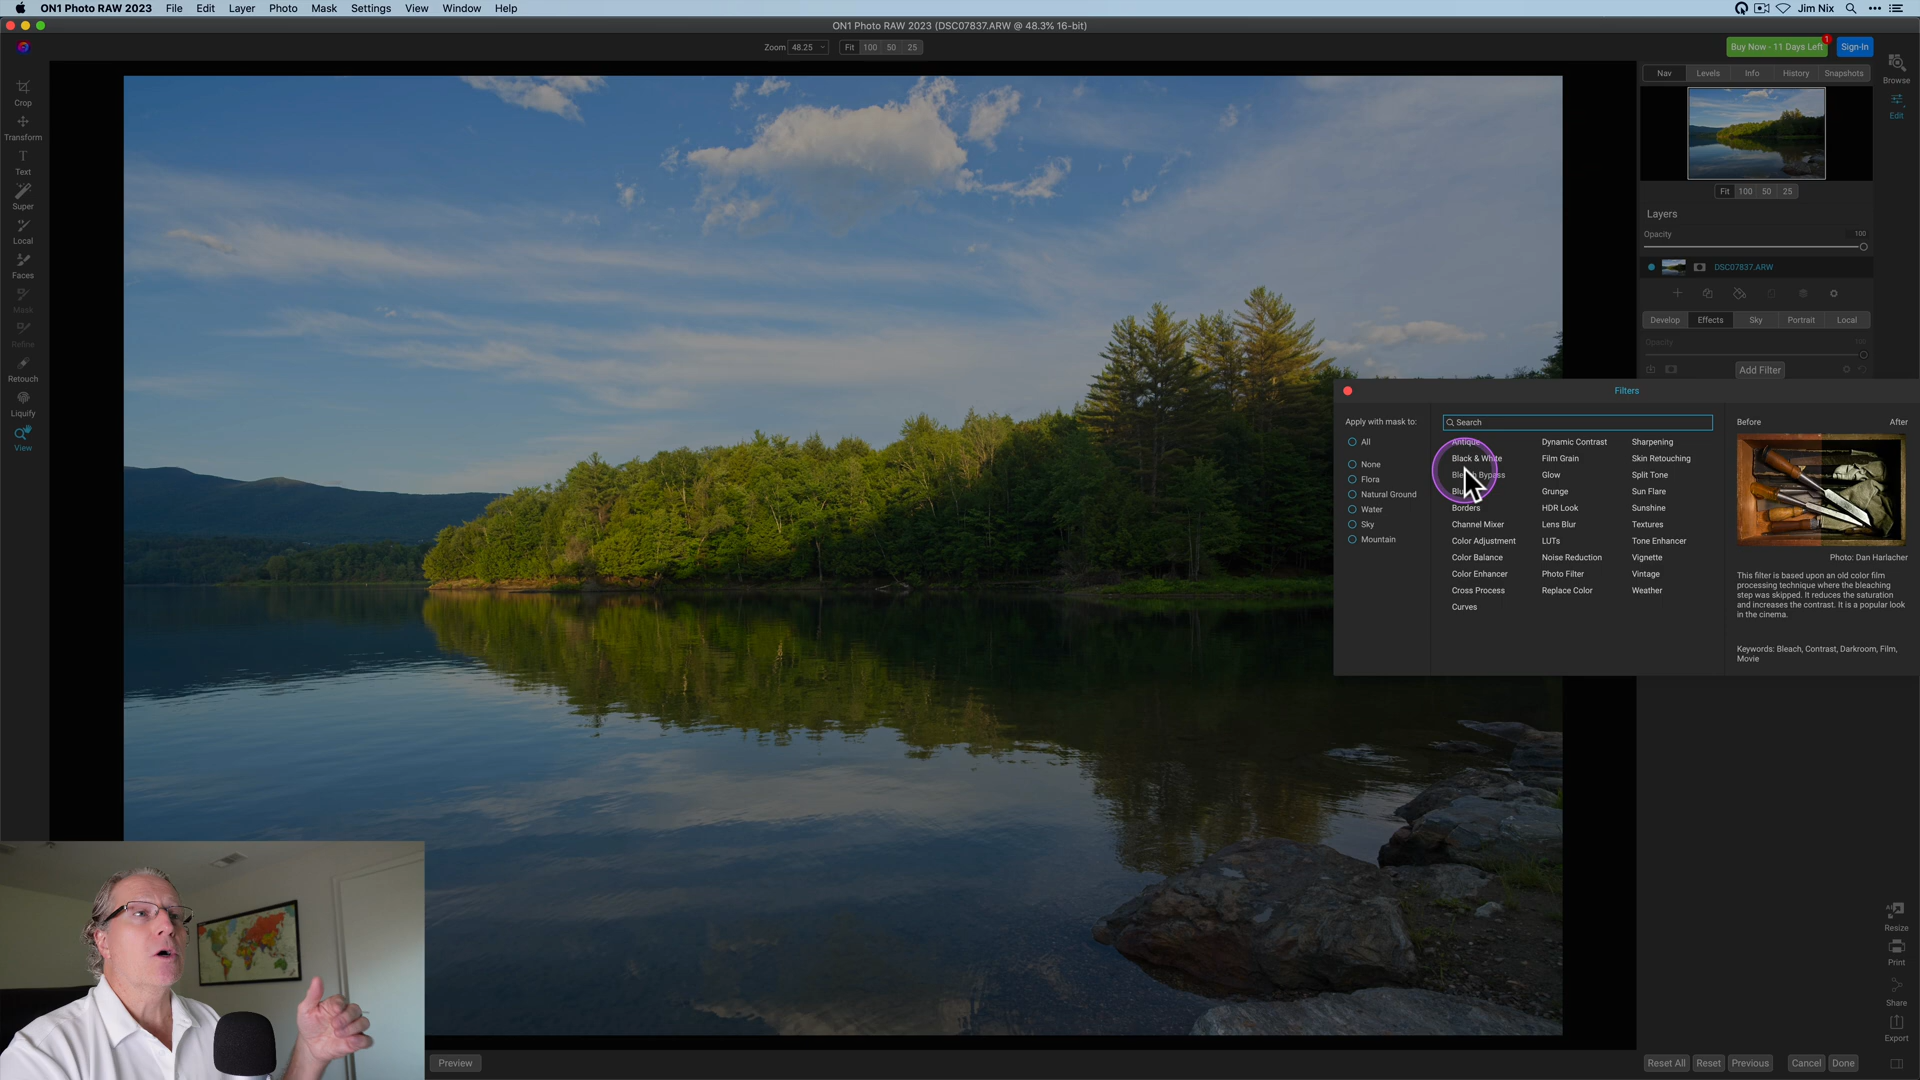 ON1 Photo RAW 2023 File Edit Layer Photo Mask Settings View Window Help Jim Nix
ON1 Photo RAW 2023 (DSC07837.ARW @ 48.3% 16-bit)
Zoom 48.25 Fit 100 50 25
Buy Now - 11 Days Left 1 Sign-In
Crop
Transform
Text
Super
Local
Faces
Mask
Refine
Retouch
Liquify
View
Nav Levels Info History Snapshots
Browse
Edit
Fit 100 50 25
Layers
Opacity 100
DSC07837.ARW
Develop Effects Sky Portrait Local
Opacity 100
Add Filter
Filters
Apply with mask to:
All
None
Flora
Natural Ground
Water
Sky
Mountain
Search
Antique
Black & White
Bleach Bypass
Borders
Channel Mixer
Color Adjustment
Color Balance
Color Enhancer
Cross Process
Curves
Dynamic Contrast
Film Grain
Glow
Grunge
HDR Look
Lens Blur
LUTs
Noise Reduction
Photo Filter
Replace Color
Sharpening
Skin Retouching
Split Tone
Sun Flare
Sunshine
Textures
Tone Enhancer
Vignette
Vintage
Weather
Before After
Photo: Dan Harlacher
This filter is based upon an old color film
processing technique where the bleaching
step was skipped. It reduces the saturation
and increases the contrast. It is a popular look
in the cinema.
Keywords: Bleach, Contrast, Darkroom, Film,
Movie
Resize
Print
Share
Export
Preview
Reset All Reset Previous Cancel Done